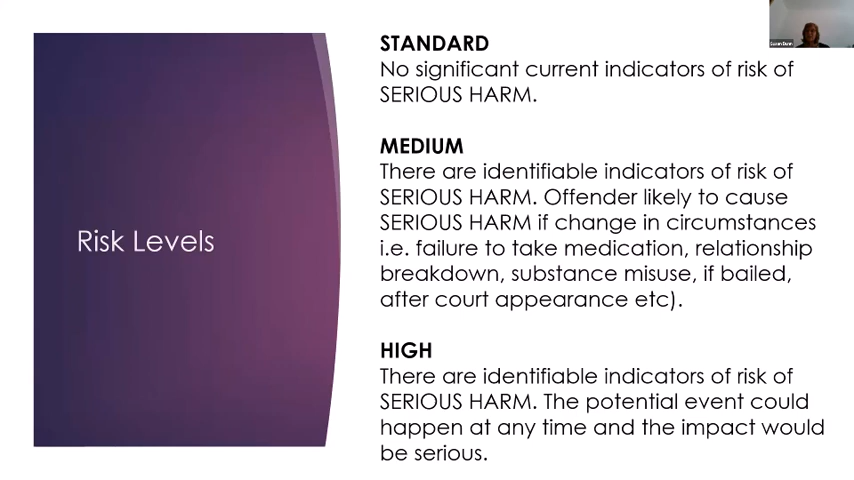 Risk Levels
STANDARD
No significant current indicators of risk of
SERIOUS HARM.
MEDIUM
There are identifiable indicators of risk of
SERIOUS HARM. Offender likely to cause
SERIOUS HARM if change in circumstances
i.e. failure to take medication, relationship
breakdown, substance misuse, if bailed,
after court appearance etc).
HIGH
There are identifiable indicators of risk of
SERIOUS HARM. The potential event could
happen at any time and the impact would
be serious.